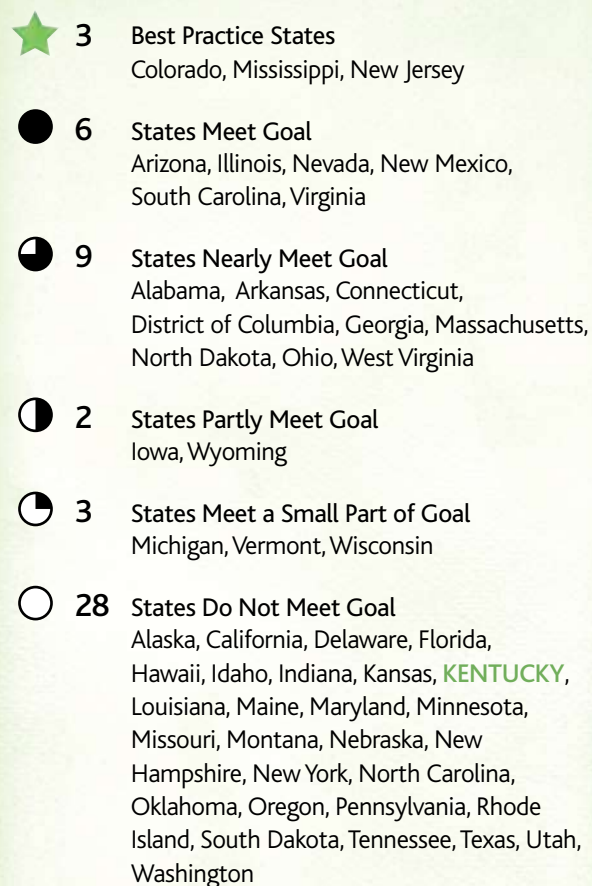 3 Best Practice States
Colorado, Mississippi, New Jersey
6 States Meet Goal
Arizona, Illinois, Nevada, New Mexico,
South Carolina, Virginia
9 States Nearly Meet Goal
Alabama, Arkansas, Connecticut,
District of Columbia, Georgia, Massachusetts,
North Dakota, Ohio, West Virginia
2 States Partly Meet Goal
Iowa, Wyoming
3 States Meet a Small Part of Goal
Michigan, Vermont, Wisconsin
28 States Do Not Meet Goal
Alaska, California, Delaware, Florida,
Hawaii, Idaho, Indiana, Kansas, KENTUCKY,
Louisiana, Maine, Maryland, Minnesota,
Missouri, Montana, Nebraska, New
Hampshire, New York, North Carolina,
Oklahoma, Oregon, Pennsylvania, Rhode
Island, South Dakota, Tennessee, Texas, Utah,
Washington